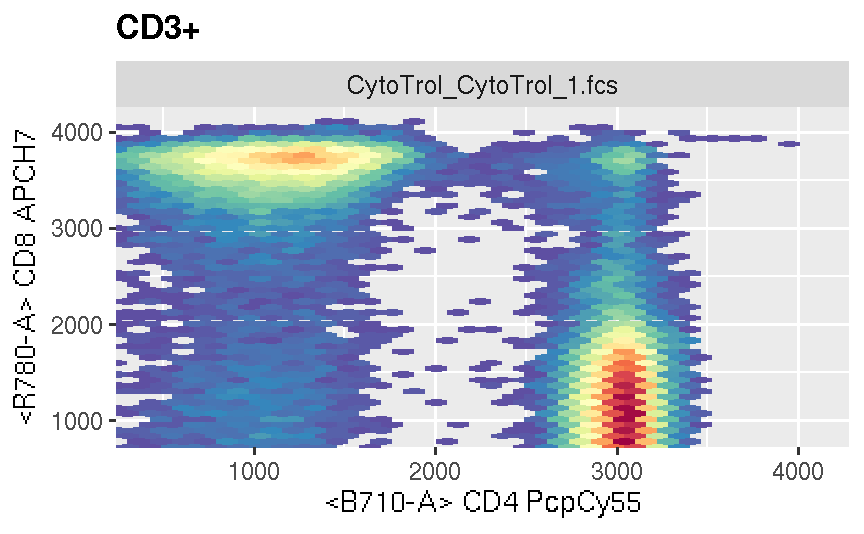 CD3+
CytoTrol_CytoTrol_1.fcs
<R780-A> CD8 APCH7
4000
3000
2000
1000
1000 2000 3000 4000
<B710-A> CD4 PcpCy55